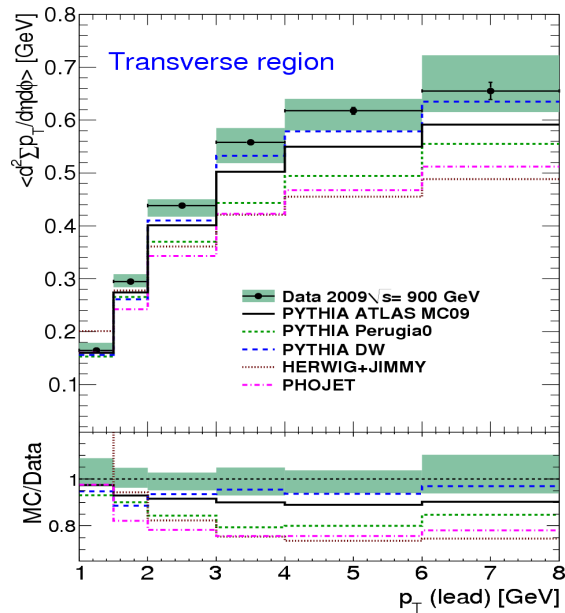 <d²Σp_T/dηdϕ> [GeV]
0.8
0.7
0.6
0.5
0.4
0.3
0.2
0.1
0
Transverse region
Data 2009 √s= 900 GeV
PYTHIA ATLAS MC09
PYTHIA Perugia0
PYTHIA DW
HERWIG+JIMMY
PHOJET
MC/Data
1
0.8
1 2 3 4 5 6 7 8
p_T (lead) [GeV]